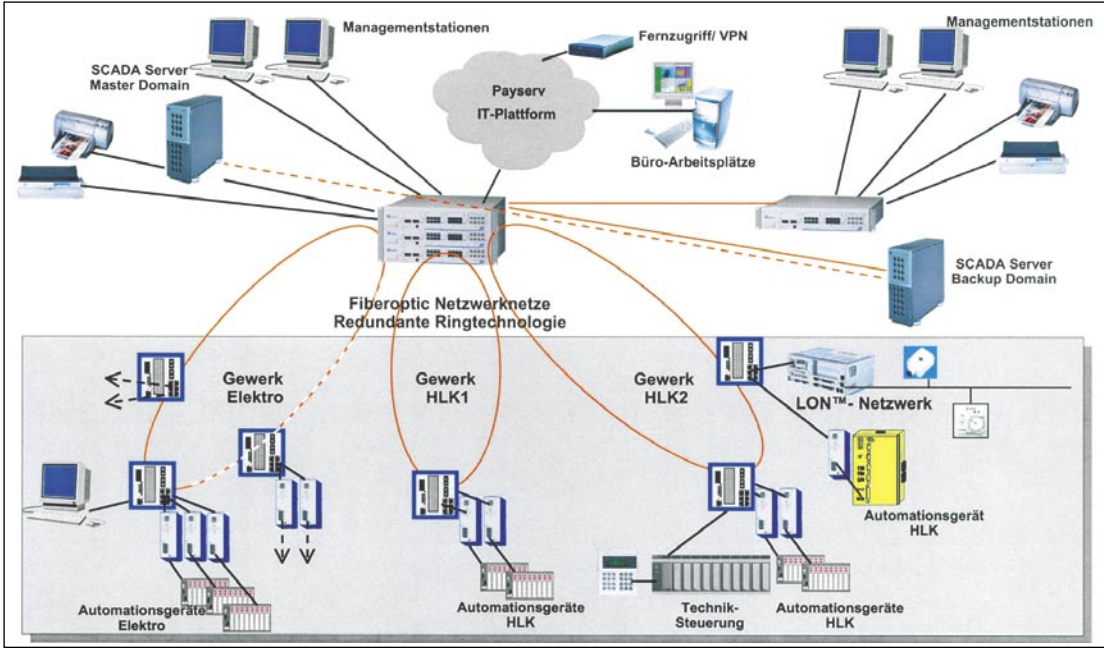 Managementstationen
Fernzugriff/ VPN
Managementstationen
SCADA Server
Master Domain
Payserv
IT-Plattform
Büro-Arbeitsplätze
SCADA Server
Backup Domain
Fiberoptic Netzwerknetze
Redundante Ringtechnologie
Gewerk
Elektro
Gewerk
HLK1
Gewerk
HLK2
LON™- Netzwerk
Automationsgerät
HLK
Automationsgeräte
Elektro
Automationsgeräte
HLK
Technik-
Steuerung
Automationsgeräte
HLK